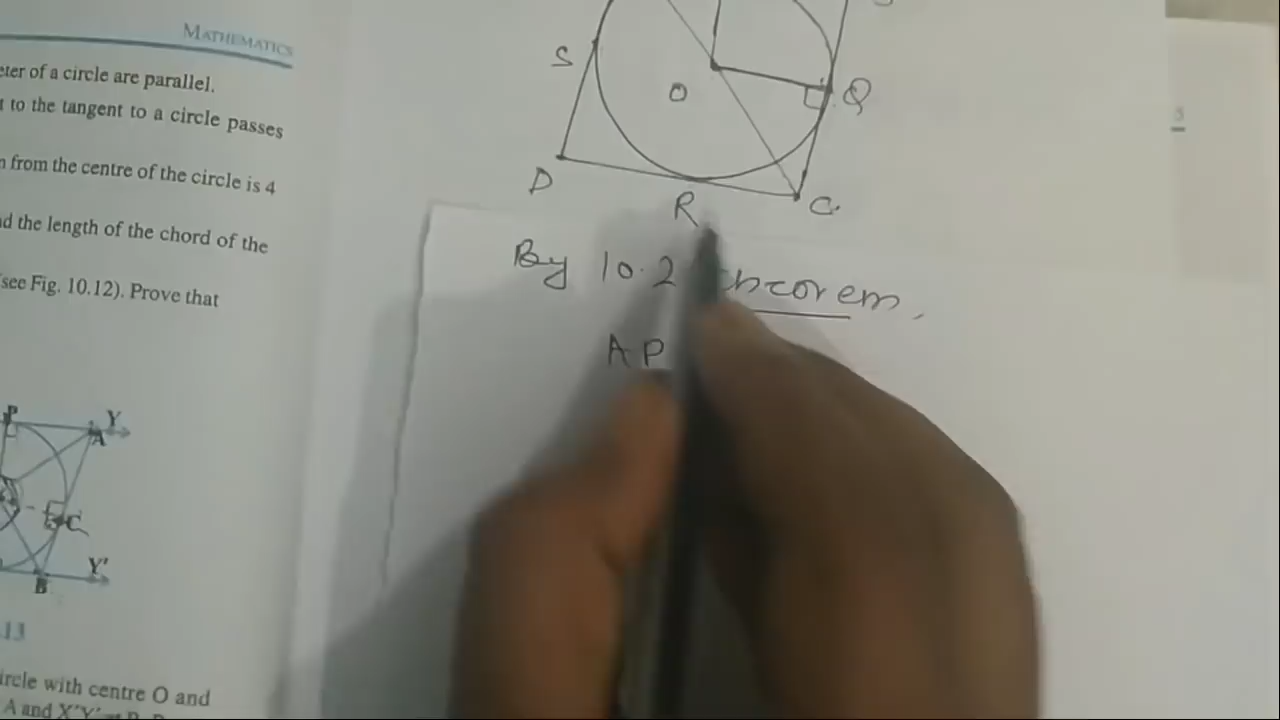 MATHEMATICS
eter of a circle are parallel.
t to the tangent to a circle passes
from the centre of the circle is 4
d the length of the chord of the
see Fig. 10.12). Prove that
P Y
A
C
Y'
B
.13
ircle with centre O and
A and X'Y'
S
O Q
D
R C
By 10.2 theorem,
AP
5